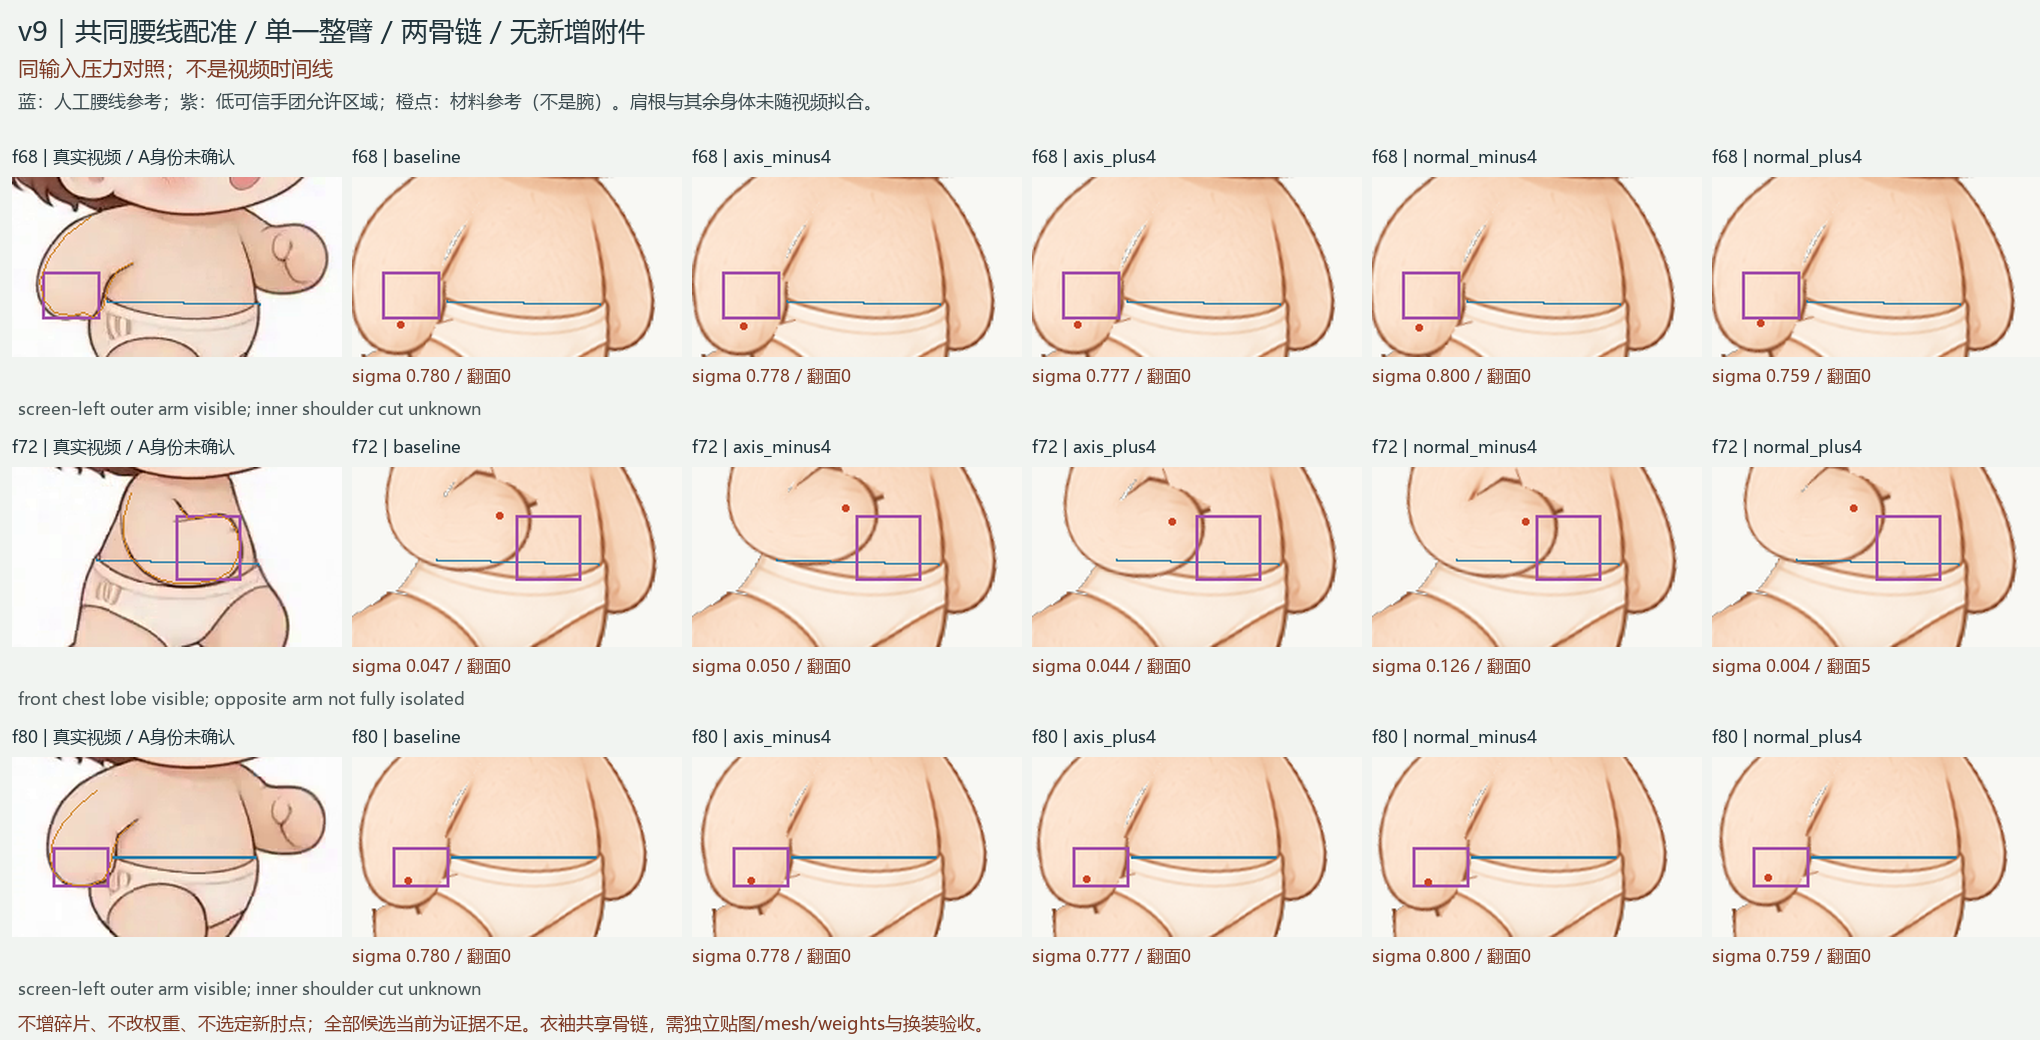 v9 | 共同腰线配准 / 单一整臂 / 两骨链 / 无新增附件
同输入压力对照；不是视频时间线
蓝：人工腰线参考；紫：低可信手团允许区域；橙点：材料参考（不是腕）。肩根与其余身体未随视频拟合。
f68 | 真实视频 / A身份未确认
f68 | baseline
f68 | axis_minus4
f68 | axis_plus4
f68 | normal_minus4
f68 | normal_plus4
sigma 0.780 / 翻面0
sigma 0.778 / 翻面0
sigma 0.777 / 翻面0
sigma 0.800 / 翻面0
sigma 0.759 / 翻面0
screen-left outer arm visible; inner shoulder cut unknown
f72 | 真实视频 / A身份未确认
f72 | baseline
f72 | axis_minus4
f72 | axis_plus4
f72 | normal_minus4
f72 | normal_plus4
sigma 0.047 / 翻面0
sigma 0.050 / 翻面0
sigma 0.044 / 翻面0
sigma 0.126 / 翻面0
sigma 0.004 / 翻面5
front chest lobe visible; opposite arm not fully isolated
f80 | 真实视频 / A身份未确认
f80 | baseline
f80 | axis_minus4
f80 | axis_plus4
f80 | normal_minus4
f80 | normal_plus4
sigma 0.780 / 翻面0
sigma 0.778 / 翻面0
sigma 0.777 / 翻面0
sigma 0.800 / 翻面0
sigma 0.759 / 翻面0
screen-left outer arm visible; inner shoulder cut unknown
不增碎片、不改权重、不选定新肘点；全部候选当前为证据不足。衣袖共享骨链，需独立贴图/mesh/weights与换装验收。